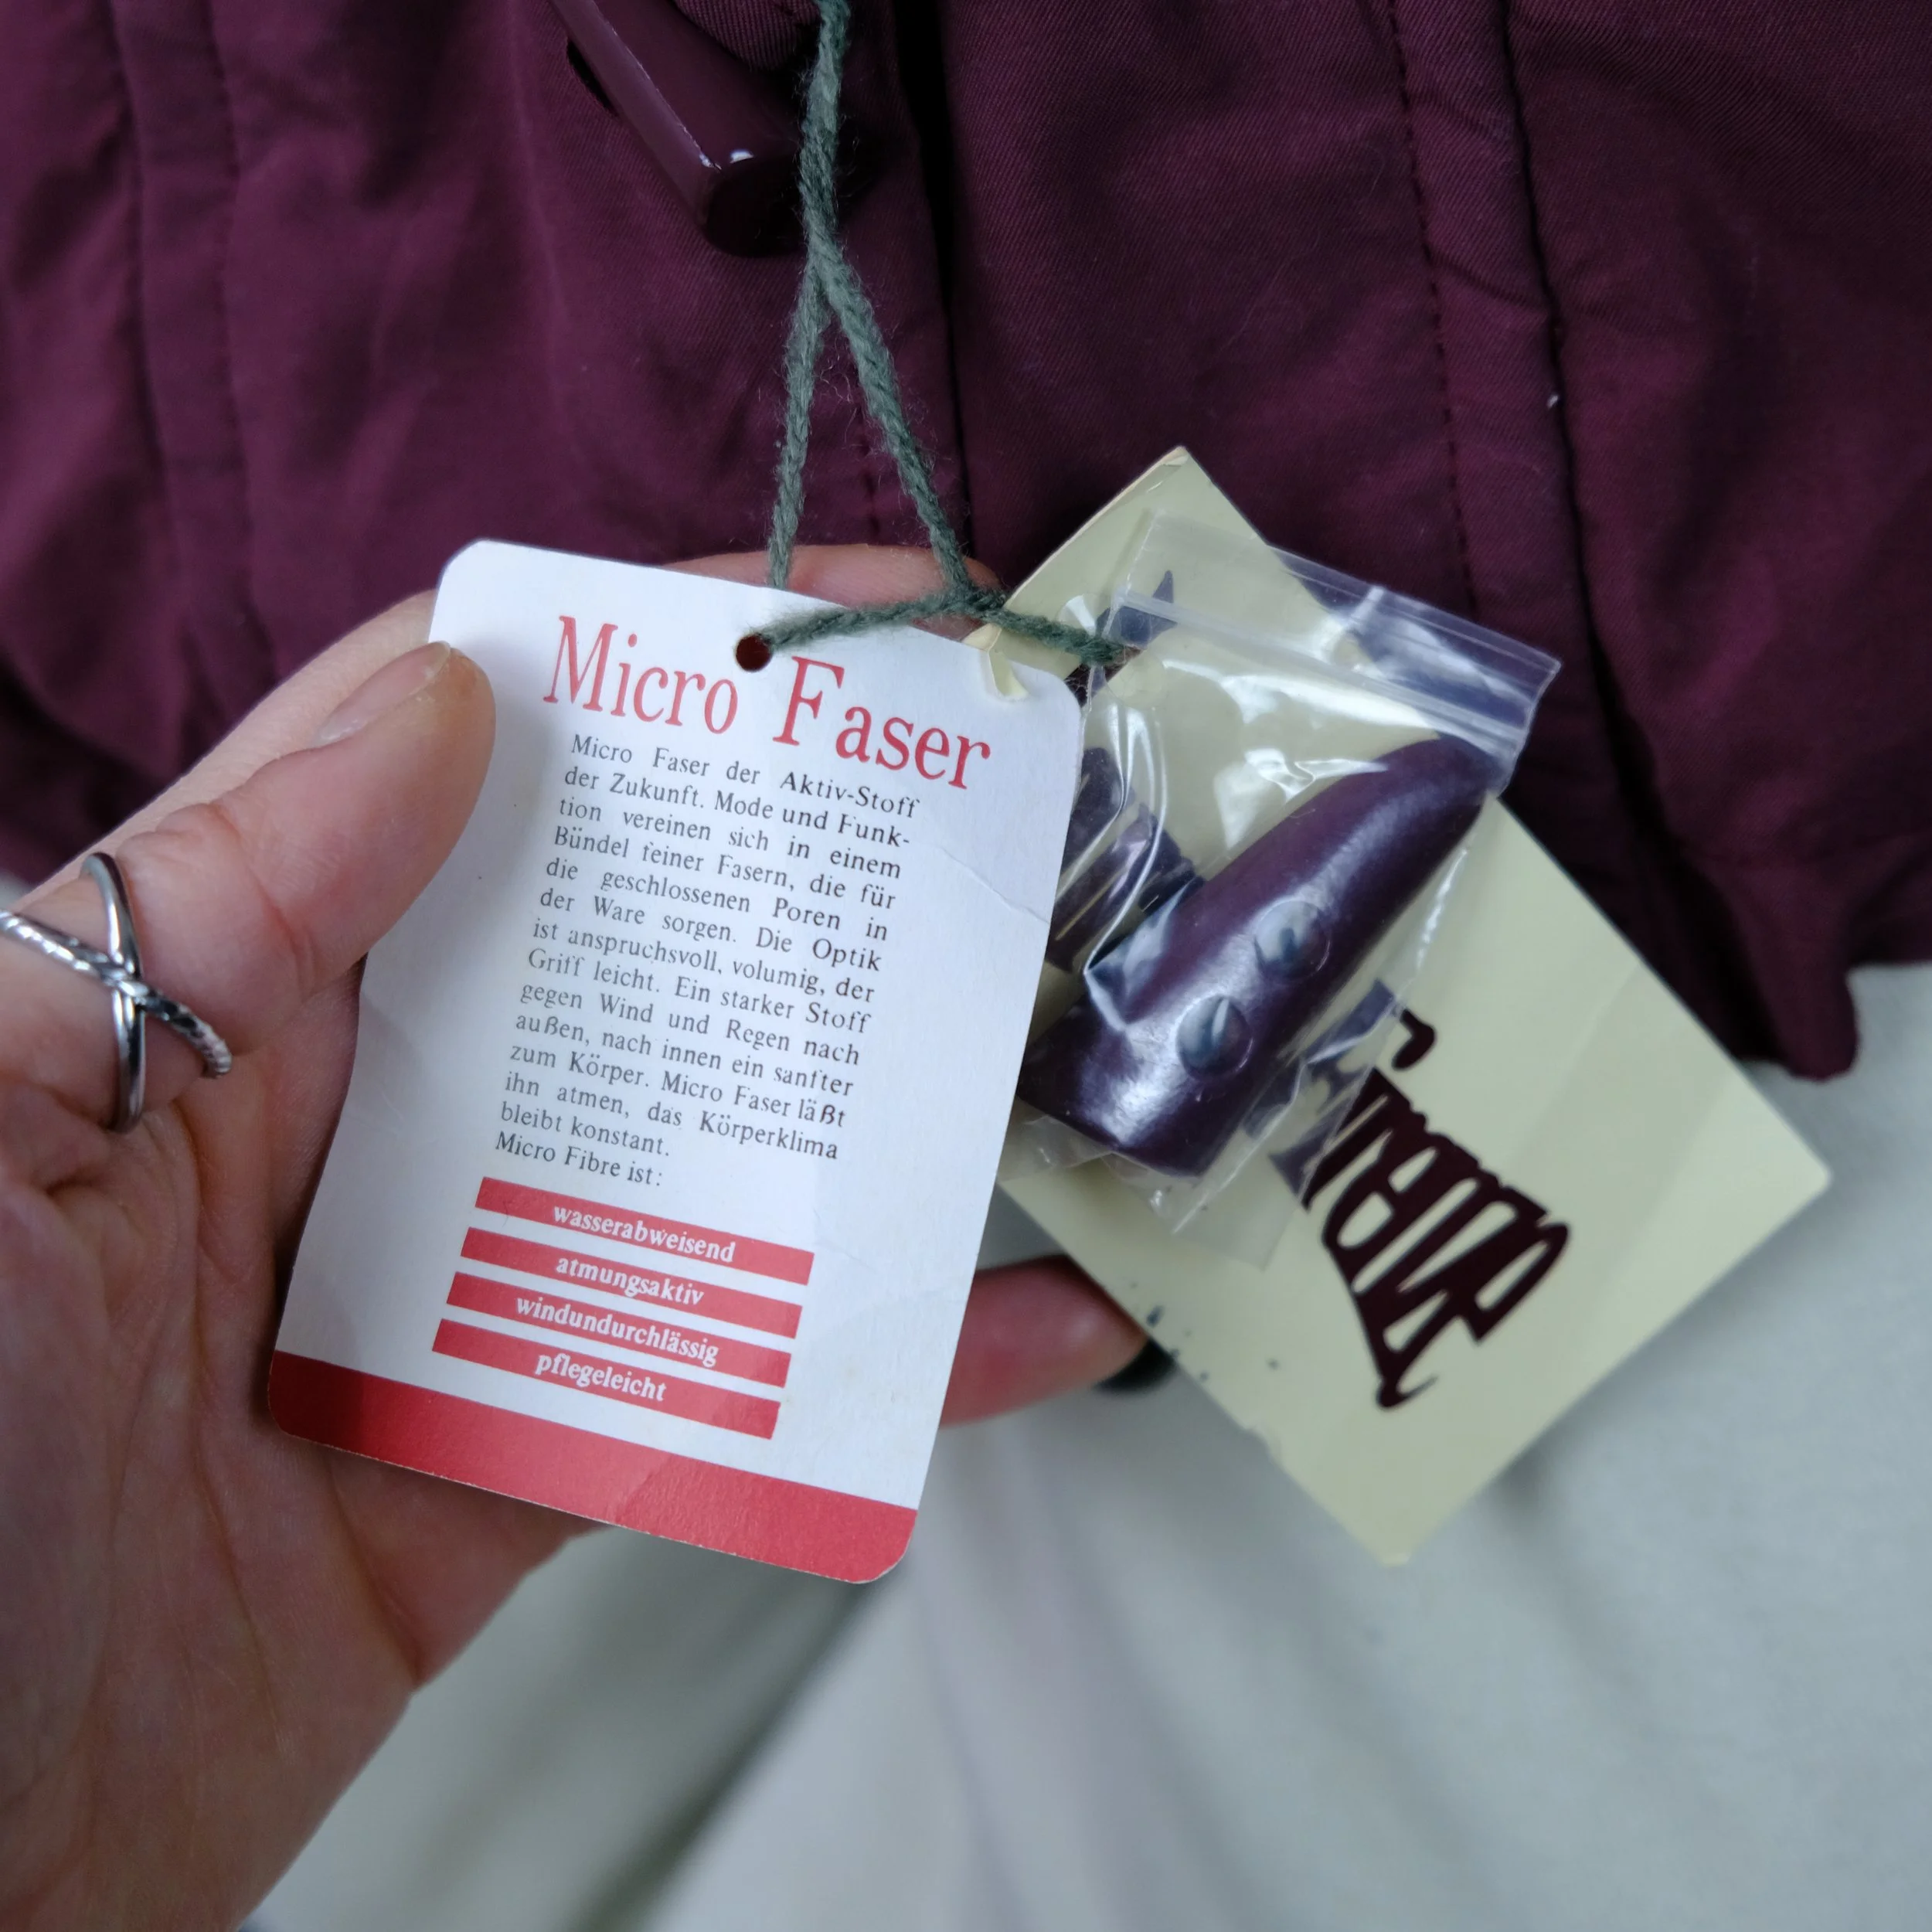 Micro Faser
Micro Faser der Aktiv-Stoff
der Zukunft. Mode und Funk-
tion vereinen sich in einem
Bündel feiner Fasern, die für
die geschlossenen Poren in
der Ware sorgen. Die Optik
ist anspruchsvoll, volumig, der
Griff leicht. Ein starker Stoff
gegen Wind und Regen nach
außen, nach innen ein sanfter
zum Körper. Micro Faser läßt
ihn atmen, das Körperklima
bleibt konstant.
Micro Fibre ist:
wasserabweisend
atmungsaktiv
windundurchlässig
pflegeleicht